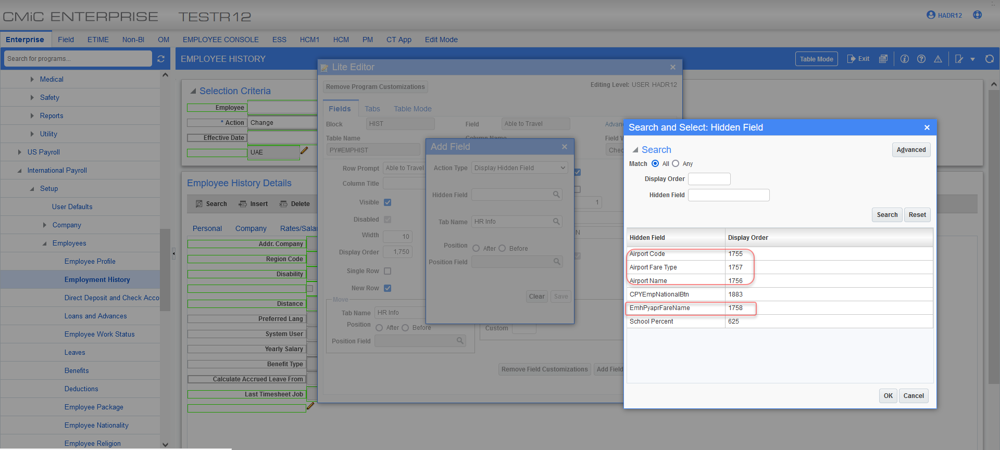 CMiC ENTERPRISE TESTR12
HADR12
Enterprise Field ETIME Non-BI OM EMPLOYEE CONSOLE ESS HCM1 HCM PM CT App Edit Mode
Search for programs...
EMPLOYEE HISTORY
Table Mode Exit
Medical
Safety
Reports
Utility
US Payroll
International Payroll
Setup
User Defaults
Company
Employees
Employee Profile
Employment History
Direct Deposit and Check Acco
Loans and Advances
Employee Work Status
Leaves
Benefits
Deductions
Employee Package
Employee Nationality
Employee Religion
Selection Criteria
Employee
* Action Change
Effective Date
UAE
Employee History Details
Search Insert Delete
Personal Company Rates/Salar
Addr. Company
Region Code
Disability
Distance
Preferred Lang
System User
Yearly Salary
Benefit Type
Calculate Accrued Leave From
Last Timesheet Job
Lite Editor
Remove Program Customizations
Editing Level: USER HADR12
Fields Tabs Table Mode
Block HIST Field Able to Travel Advan
Table Name Column Name Field V
PY#EMPHIST Chec
Row Prompt Able to Travel
Column Title
Visible
1
Disabled
Width 10
N
Display Order 1,750
Single Row
New Row
Move
Tab Name HR Info
Position After Before
Custom
Position Field
Remove Field Customizations Add Field
Add Field
Action Type Display Hidden Field
Hidden Field
Tab Name HR Info
Position After Before
Position Field
Clear Save
Search and Select: Hidden Field
Search
Advanced
Match All Any
Display Order
Hidden Field
Search Reset
Hidden Field Display Order
Airport Code 1755
Airport Fare Type 1757
Airport Name 1756
CPYEmpNationalBtn 1883
EmhPyaprFareName 1758
School Percent 625
OK Cancel